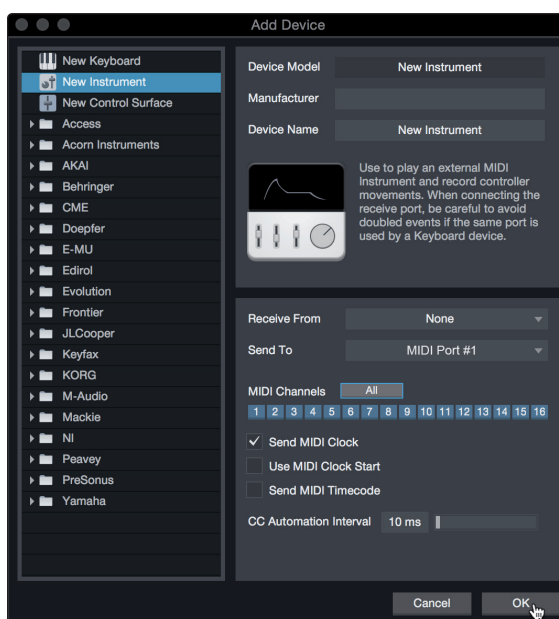 Add Device
New Keyboard
New Instrument
New Control Surface
Access
Acorn Instruments
AKAI
Behringer
CME
Doepfer
E-MU
Edirol
Evolution
Frontier
JLCooper
Keyfax
KORG
M-Audio
Mackie
NI
Peavey
PreSonus
Yamaha
Device Model New Instrument
Manufacturer
Device Name New Instrument
Use to play an external MIDI
Instrument and record controller
movements. When connecting the
receive port, be careful to avoid
doubled events if the same port is
used by a Keyboard device.
Receive From None
Send To MIDI Port #1
MIDI Channels All
1 2 3 4 5 6 7 8 9 10 11 12 13 14 15 16
Send MIDI Clock
Use MIDI Clock Start
Send MIDI Timecode
CC Automation Interval 10 ms
Cancel OK